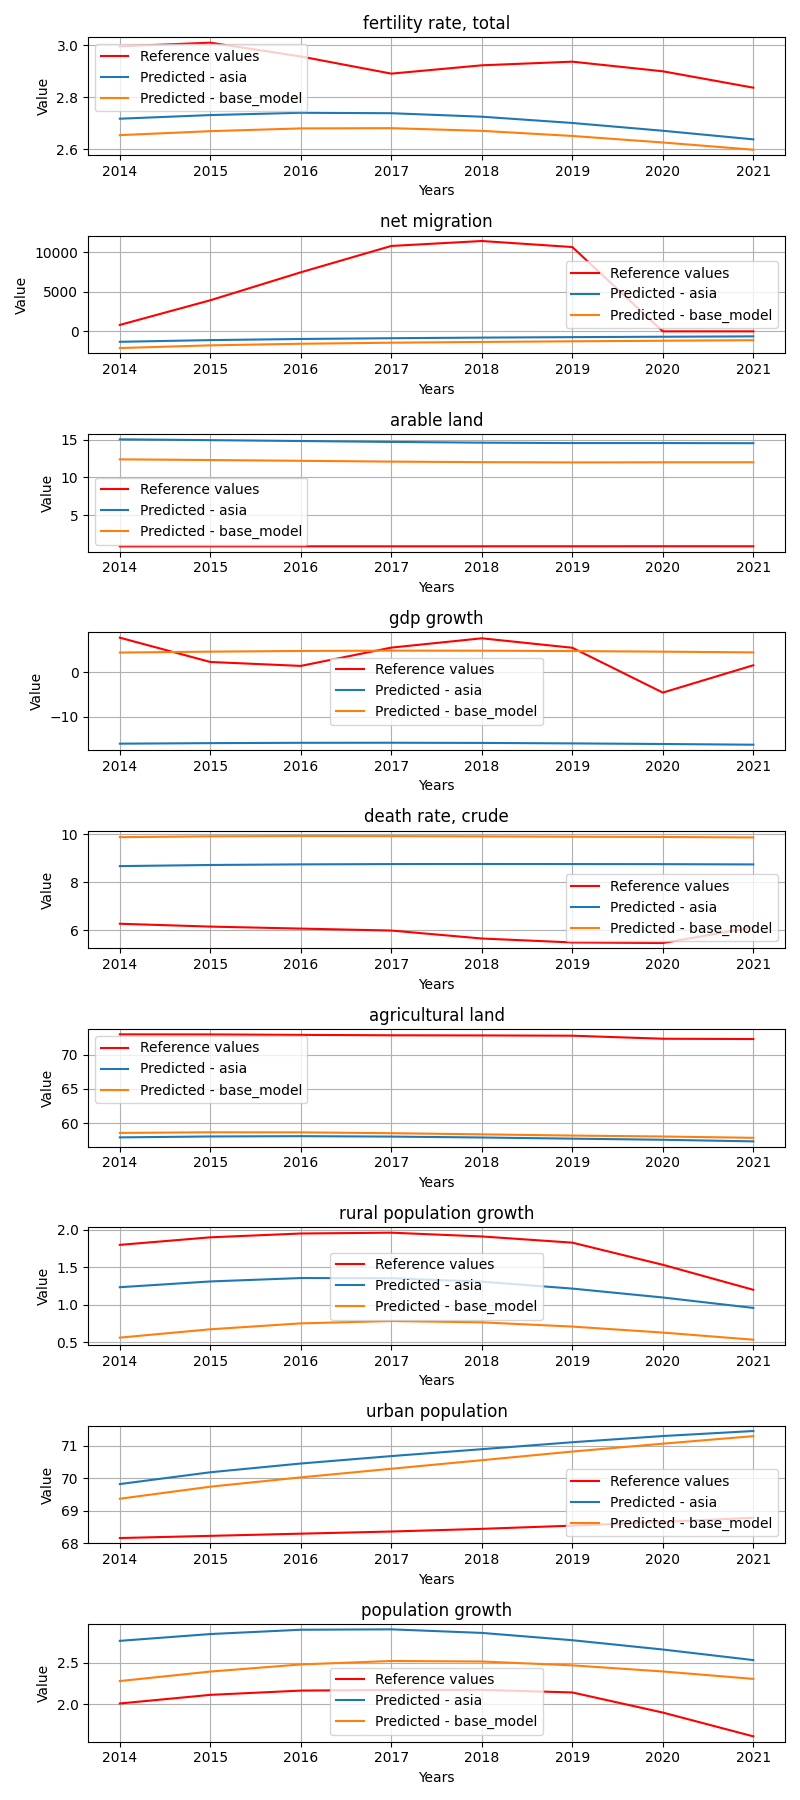 fertility rate, total
3.0
2.8
2.6
Value
Reference values
Predicted - asia
Predicted - base_model
2014 2015 2016 2017 2018 2019 2020 2021
Years
net migration
10000
5000
0
Value
Reference values
Predicted - asia
Predicted - base_model
2014 2015 2016 2017 2018 2019 2020 2021
Years
arable land
15
10
5
Value
Reference values
Predicted - asia
Predicted - base_model
2014 2015 2016 2017 2018 2019 2020 2021
Years
gdp growth
0
−10
Value
Reference values
Predicted - asia
Predicted - base_model
2014 2015 2016 2017 2018 2019 2020 2021
Years
death rate, crude
10
8
6
Value
Reference values
Predicted - asia
Predicted - base_model
2014 2015 2016 2017 2018 2019 2020 2021
Years
agricultural land
70
65
60
Value
Reference values
Predicted - asia
Predicted - base_model
2014 2015 2016 2017 2018 2019 2020 2021
Years
rural population growth
2.0
1.5
1.0
0.5
Value
Reference values
Predicted - asia
Predicted - base_model
2014 2015 2016 2017 2018 2019 2020 2021
Years
urban population
71
70
69
68
Value
Reference values
Predicted - asia
Predicted - base_model
2014 2015 2016 2017 2018 2019 2020 2021
Years
population growth
2.5
2.0
Value
Reference values
Predicted - asia
Predicted - base_model
2014 2015 2016 2017 2018 2019 2020 2021
Years